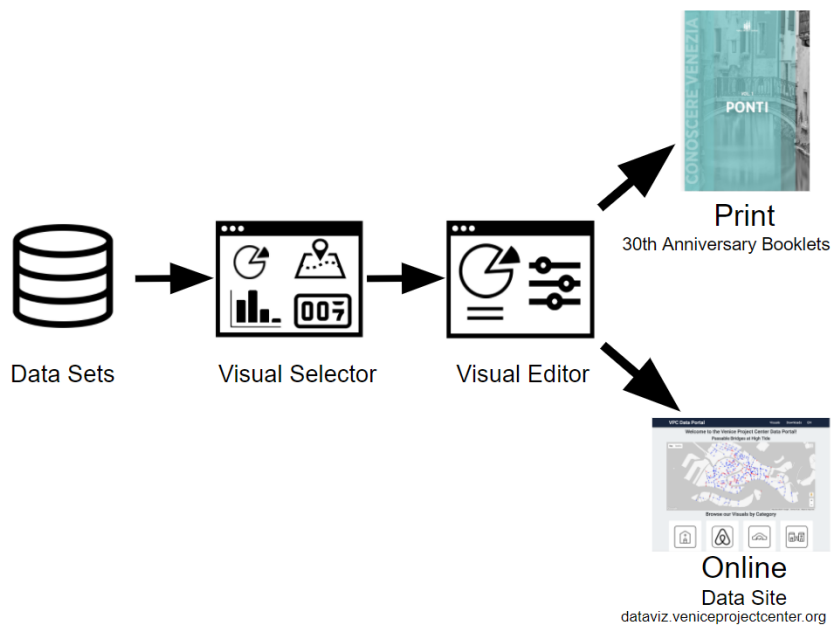 CONOSCERE VENEZIA
VOL. 1
PONTI
Print
30th Anniversary Booklets
007
Data Sets
Visual Selector
Visual Editor
VPC Data Portal
Welcome to the Venice Project Center Data Portal!
Passable Bridges at High Tide
Browse our Visuals by Category
Online
Data Site
dataviz.veniceprojectcenter.org